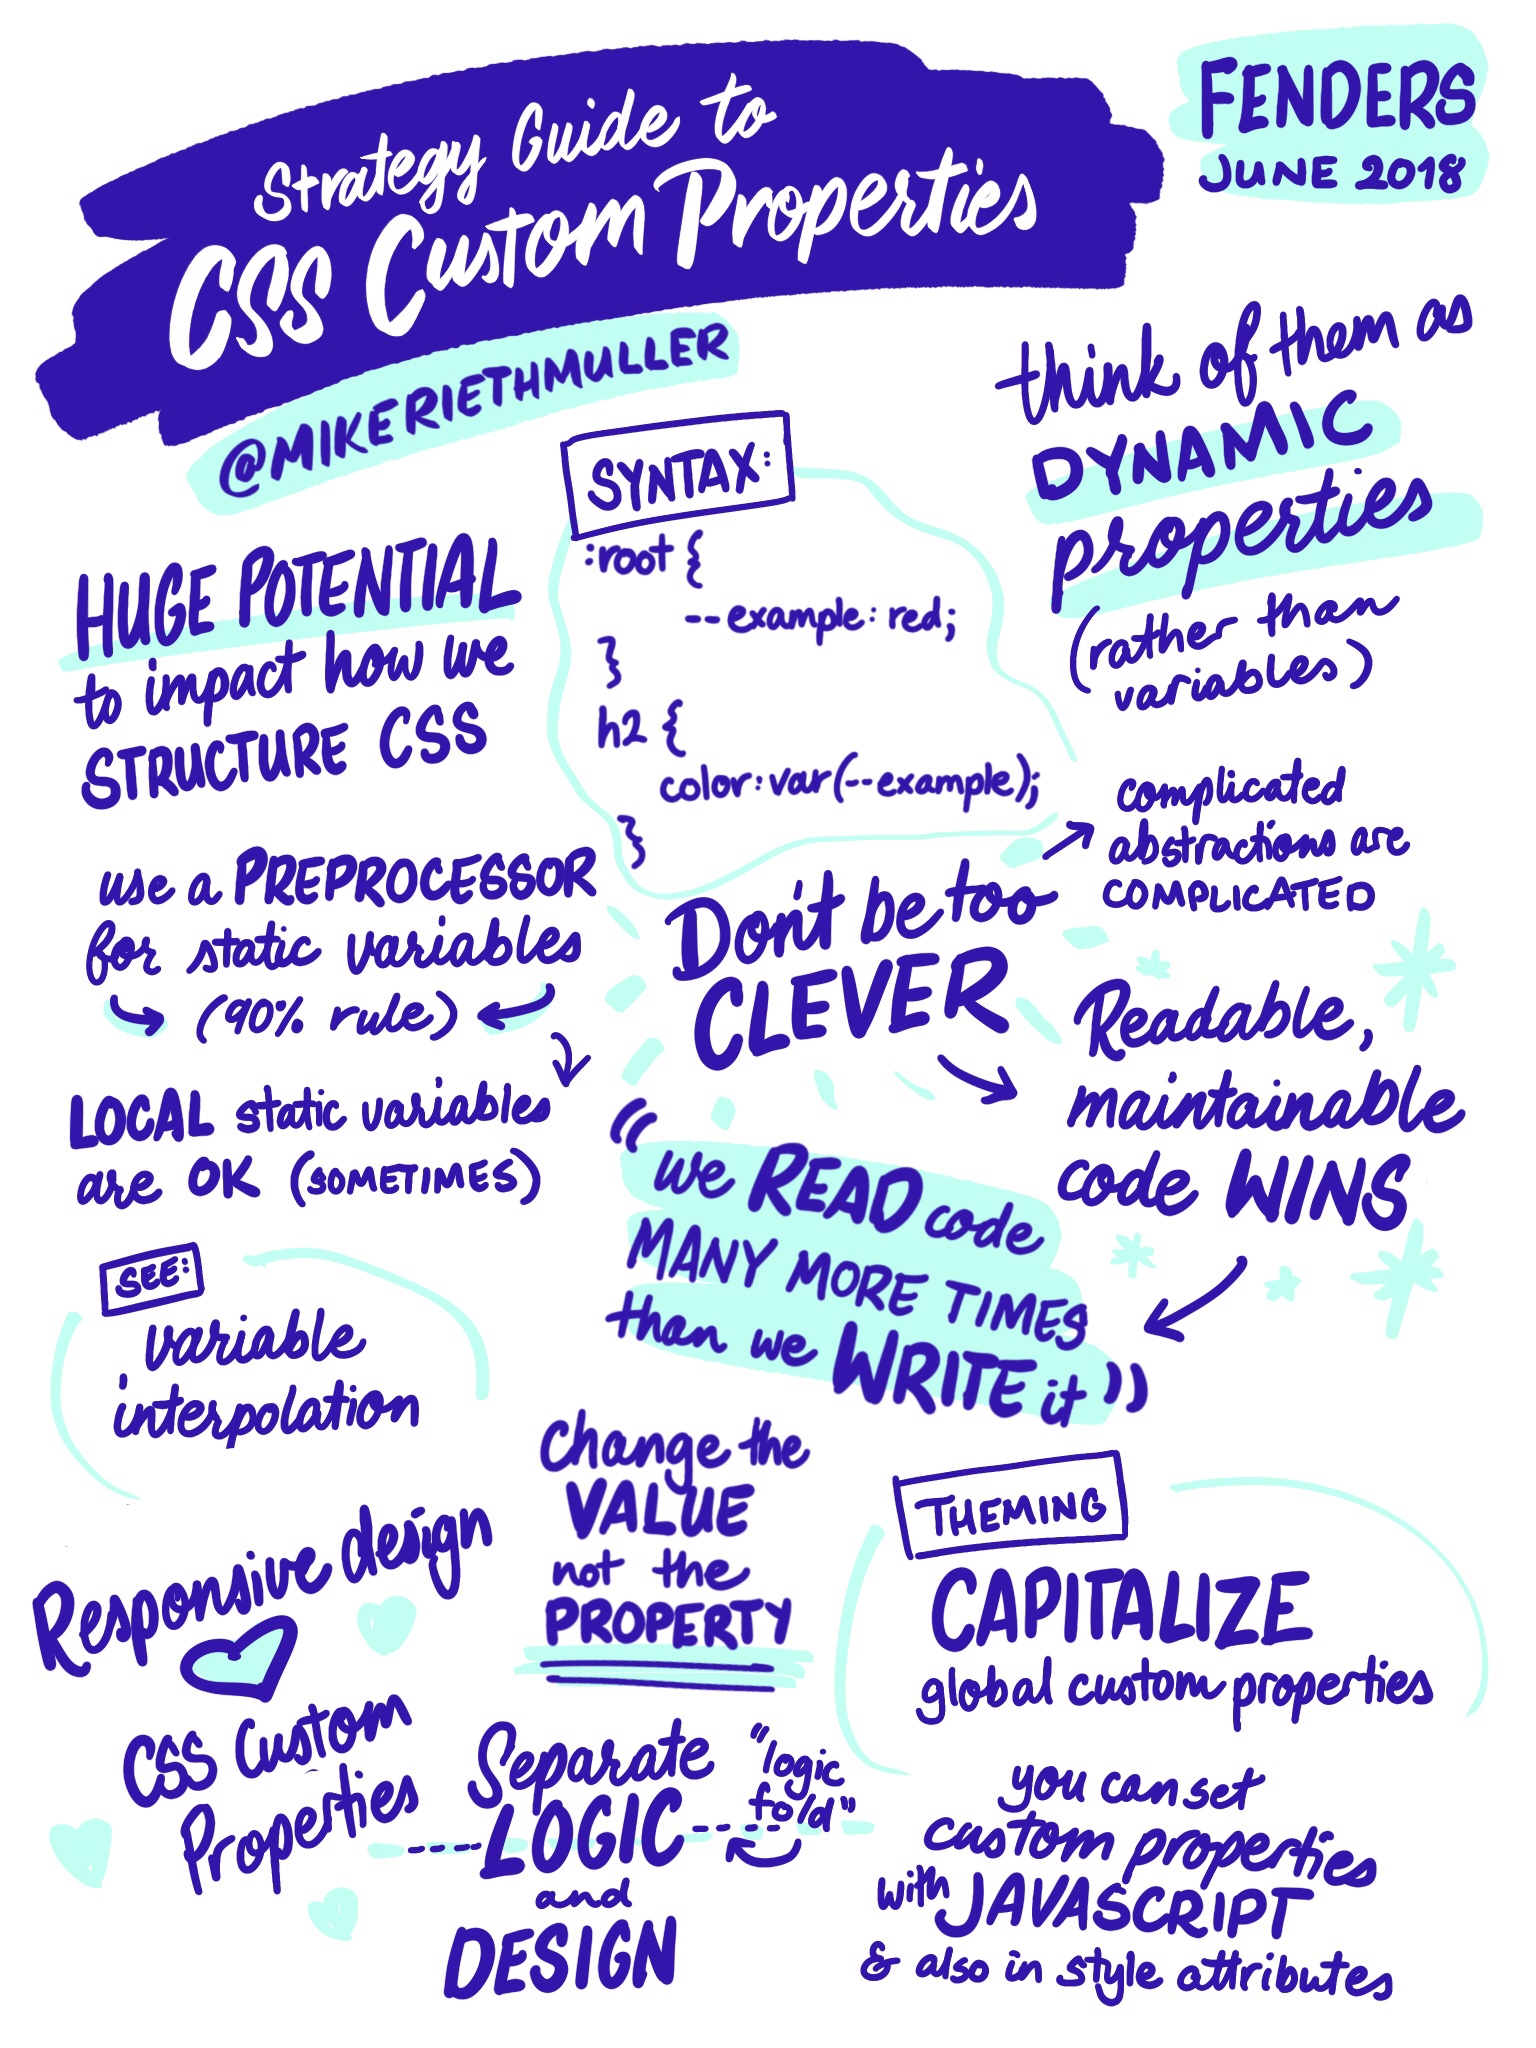 Strategy Guide to
CSS Custom Properties
@MIKERIETHMULLER
FENDERS
JUNE 2018
think of them as
DYNAMIC
properties
(rather than
variables)
SYNTAX:
:root {
--example: red;
}
h2 {
color: var(--example);
}
HUGE POTENTIAL
to impact how we
STRUCTURE CSS
use a PREPROCESSOR
for static variables
(90% rule)
LOCAL static variables
are OK (SOMETIMES)
SEE:
variable
interpolation
Don't be too
CLEVER
complicated
abstractions are
COMPLICATED
Readable,
maintainable
code WINS
"we READ code
MANY MORE TIMES
than we WRITE it"
Change the
VALUE
not the
PROPERTY
Responsive design
CSS Custom
Properties
Separate
LOGIC
and
DESIGN
"logic
fold"
THEMING
CAPITALIZE
global custom properties
you can set
custom properties
with JAVASCRIPT
& also in style attributes